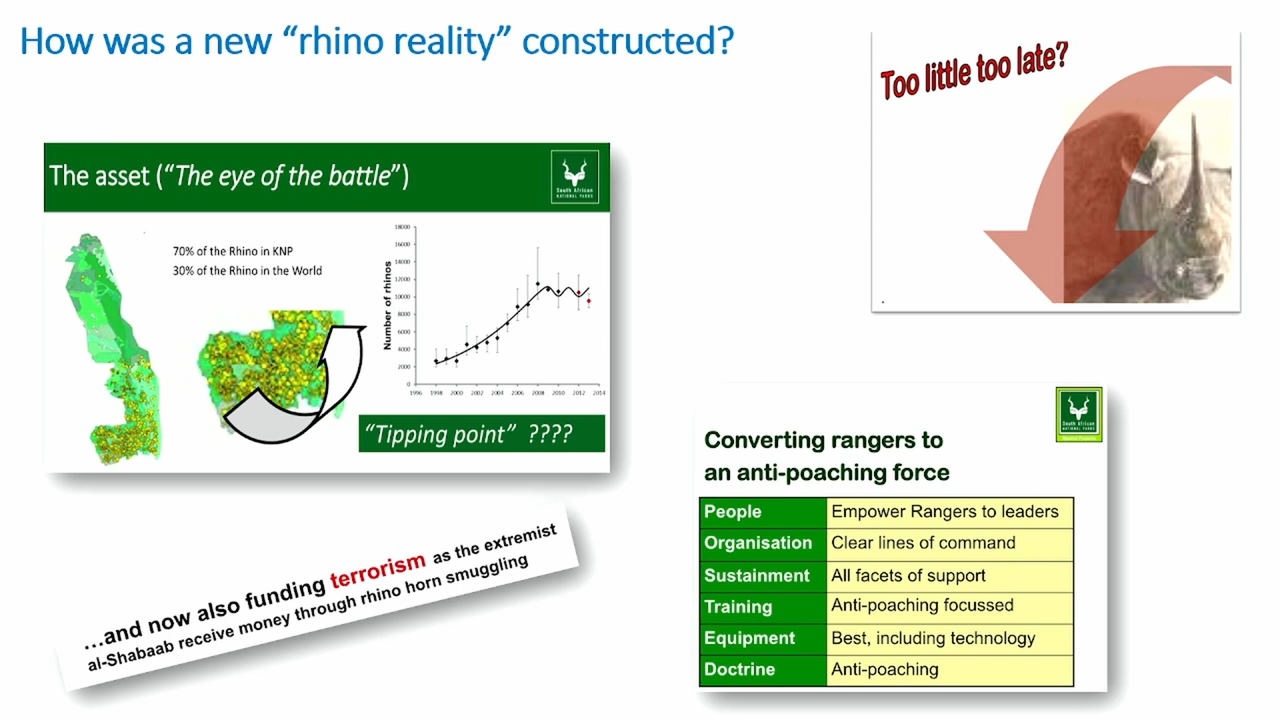 How was a new “rhino reality” constructed?
Too little too late?
The asset (“The eye of the battle”)
South African
NATIONAL PARKS
70% of the Rhino in KNP
30% of the Rhino in the World
Number of rhinos
18000
16000
14000
12000
10000
8000
6000
4000
2000
0
1996 1998 2000 2002 2004 2006 2008 2010 2012 2014
“Tipping point” ????
South African
NATIONAL PARKS
Converting rangers to
an anti-poaching force
People Empower Rangers to leaders
Organisation Clear lines of command
Sustainment All facets of support
Training Anti-poaching focussed
Equipment Best, including technology
Doctrine Anti-poaching
...and now also funding terrorism as the extremist
al-Shabaab receive money through rhino horn smuggling